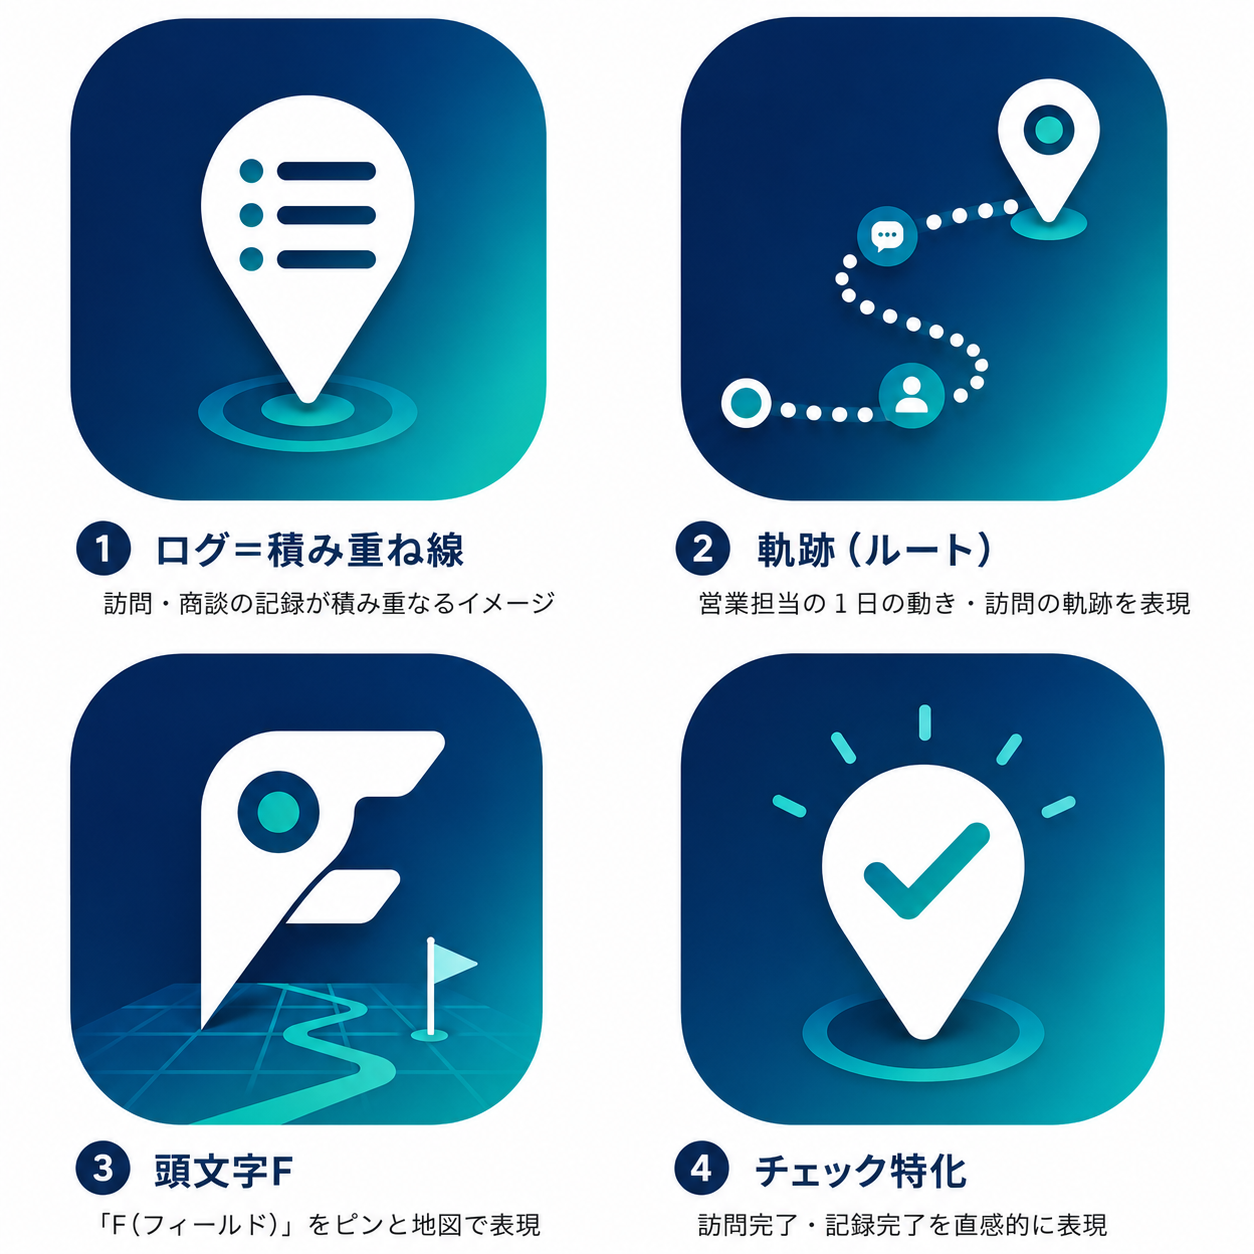 1 ログ=積み重ね線
訪問・商談の記録が積み重なるイメージ
2 軌跡（ルート）
営業担当の1日の動き・訪問の軌跡を表現
3 頭文字F
「F（フィールド）」をピンと地図で表現
4 チェック特化
訪問完了・記録完了を直感的に表現